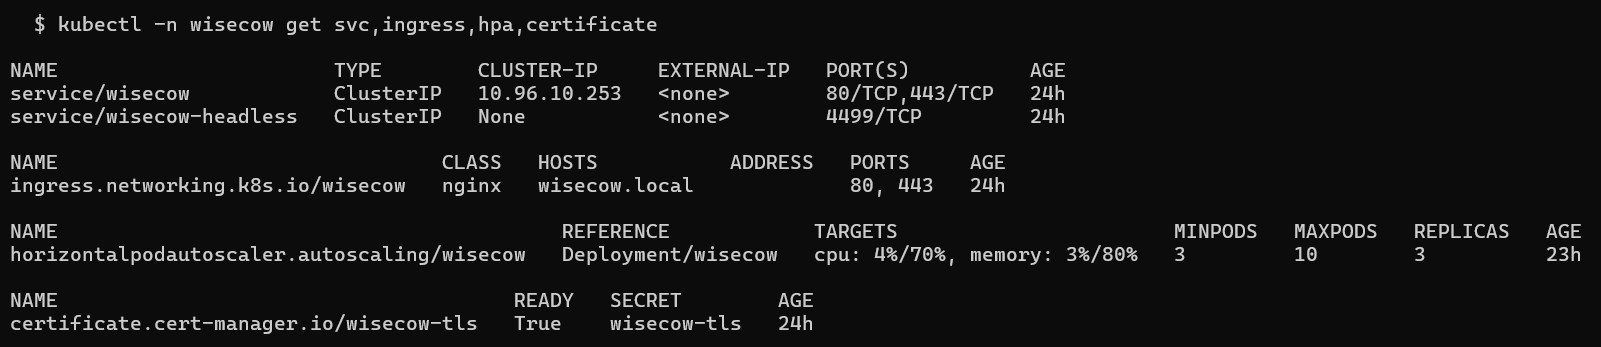 $ kubectl -n wisecow get svc,ingress,hpa,certificate
NAME                       TYPE        CLUSTER-IP     EXTERNAL-IP   PORT(S)          AGE
service/wisecow            ClusterIP   10.96.10.253   <none>        80/TCP,443/TCP   24h
service/wisecow-headless   ClusterIP   None           <none>        4499/TCP         24h
NAME                                CLASS   HOSTS           ADDRESS   PORTS     AGE
ingress.networking.k8s.io/wisecow   nginx   wisecow.local             80, 443   24h
NAME                                          REFERENCE            TARGETS                       MINPODS   MAXPODS   REPLICAS   AGE
horizontalpodautoscaler.autoscaling/wisecow   Deployment/wisecow   cpu: 4%/70%, memory: 3%/80%   3         10        3          23h
NAME                                      READY   SECRET        AGE
certificate.cert-manager.io/wisecow-tls   True    wisecow-tls   24h